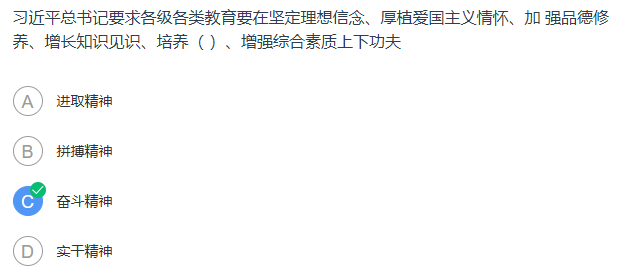 习近平总书记要求各级各类教育要在坚定理想信念、厚植爱国主义情怀、加 强品德修
养、增长知识见识、培养（ ）、增强综合素质上下功夫
A 进取精神
B 拼搏精神
C 奋斗精神
D 实干精神